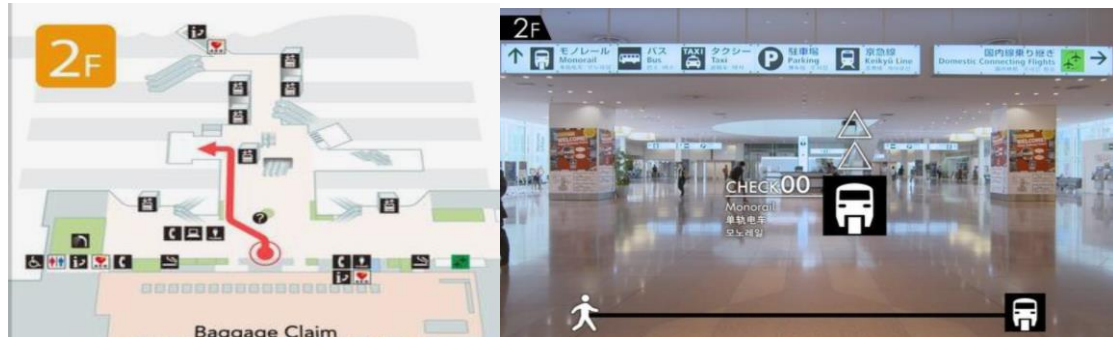 2F
?
Baggage Claim
2F
モノレール
Monorail
バス
Bus
TAXI
タクシー
Taxi
P
駐車場
Parking
京急線
Keikyū Line
国内線乗り継ぎ
Domestic Connecting Flights
CHECK00
Monorail
单轨电车
모노레일